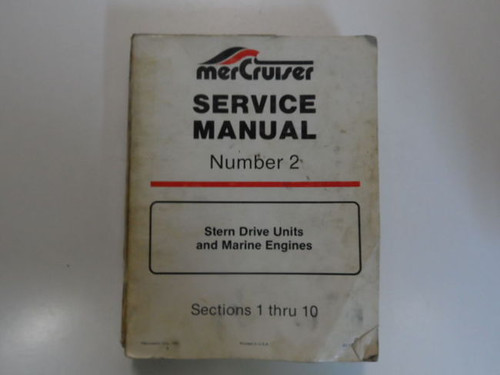 merCruiser
SERVICE
MANUAL
Number 2
Stern Drive Units
and Marine Engines
Sections 1 thru 10